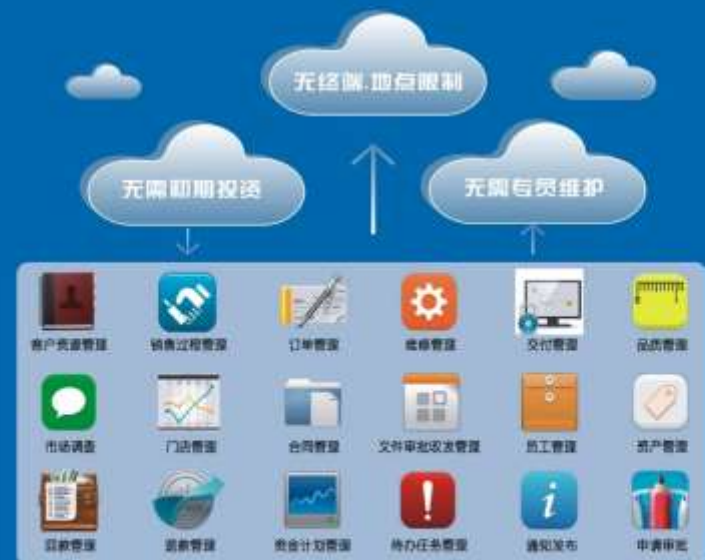 无终端.地点限制
无需初期投资
无需专员维护
客户资源管理 销售过程管理 订单管理 维修管理 交付管理 品质管理
市场调查 门店管理 合同管理 文件审批收发管理 员工管理 资产管理
回款管理 退款管理 资金计划管理 待办任务管理 通知发布 申请审批